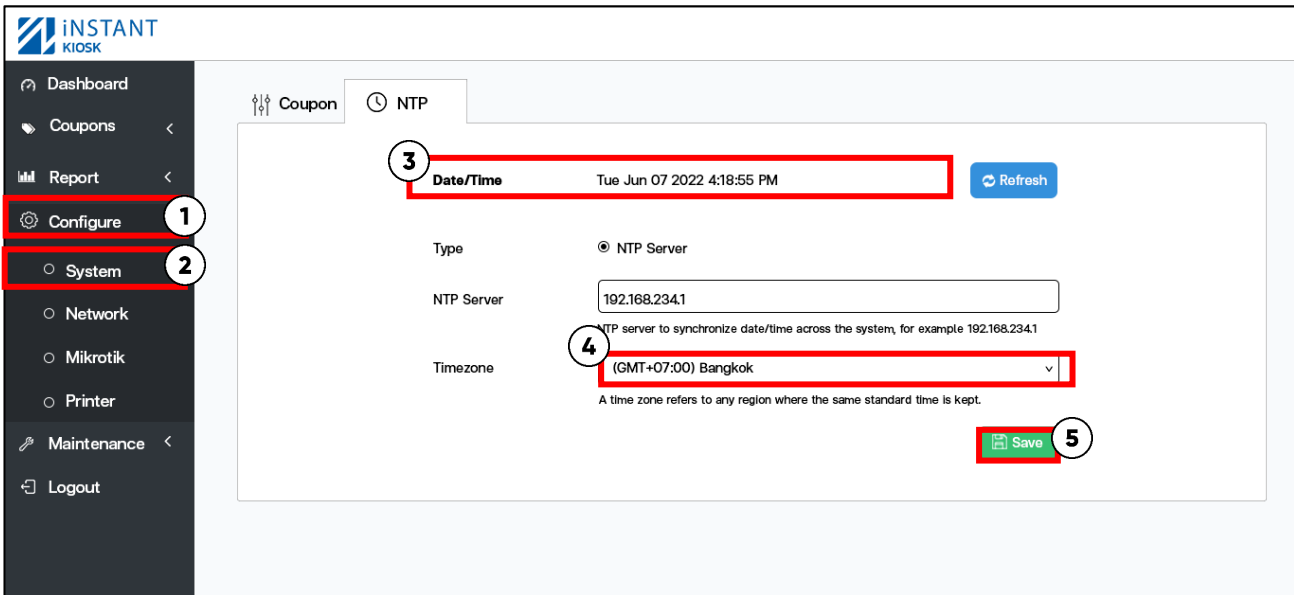 iNSTANT
KIOSK
Dashboard
Coupons
Report
1
Configure
2
System
Network
Mikrotik
Printer
Maintenance
Logout
Coupon
NTP
3
Date/Time Tue Jun 07 2022 4:18:55 PM Refresh
Type NTP Server
NTP Server 192.168.234.1
NTP server to synchronize date/time across the system, for example 192.168.234.1
4
Timezone (GMT+07:00) Bangkok
A time zone refers to any region where the same standard time is kept.
Save 5